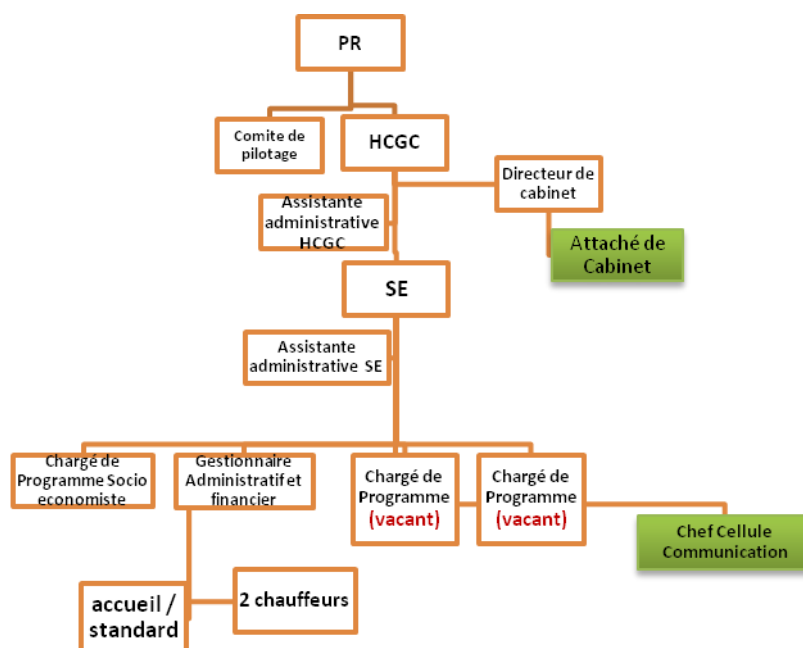 PR
Comite de
pilotage
HCGC
Directeur de
cabinet
Assistante
administrative
HCGC
Attaché de
Cabinet
SE
Assistante
administrative SE
Chargé de
Programme Socio
economiste
Gestionnaire
Administratif et
financier
Chargé de
Programme
(vacant)
Chargé de
Programme
(vacant)
Chef Cellule
Communication
accueil /
standard
2 chauffeurs